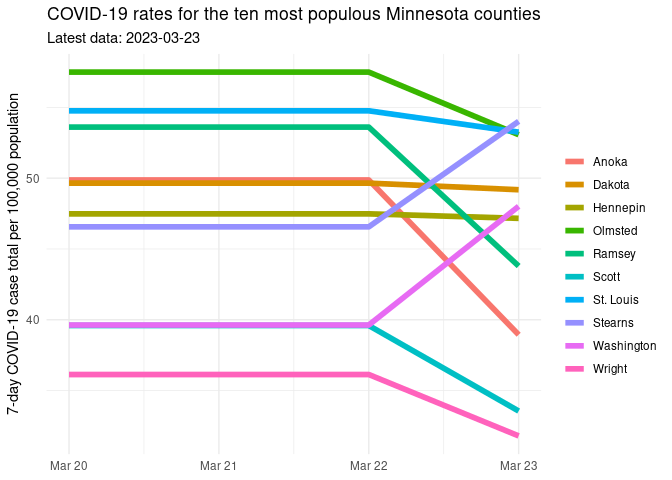 COVID-19 rates for the ten most populous Minnesota counties
Latest data: 2023-03-23
7-day COVID-19 case total per 100,000 population
50
40
Mar 20
Mar 21
Mar 22
Mar 23
Anoka
Dakota
Hennepin
Olmsted
Ramsey
Scott
St. Louis
Stearns
Washington
Wright